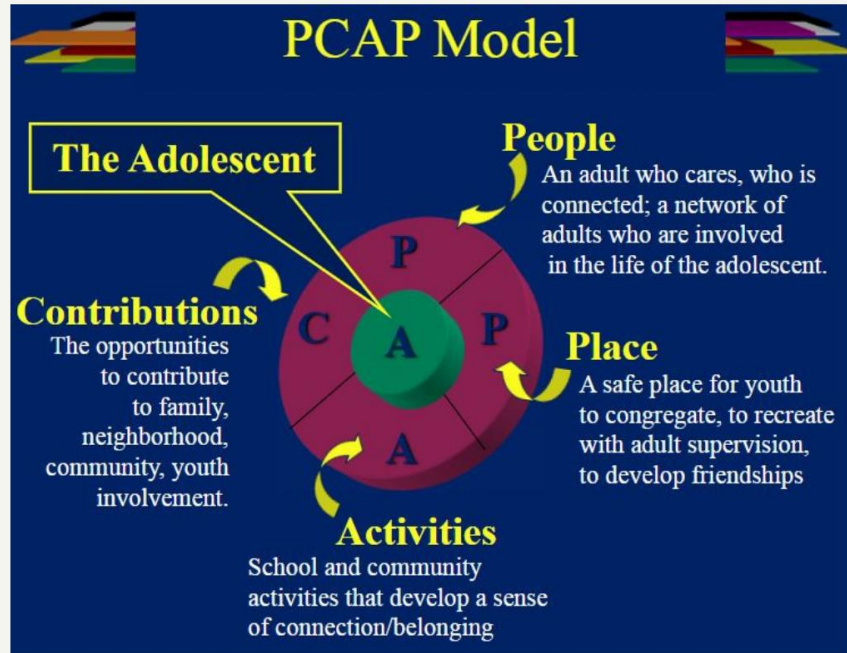 PCAP Model
The Adolescent
People
An adult who cares, who is
connected; a network of
adults who are involved
in the life of the adolescent.
Contributions
The opportunities
to contribute
to family,
neighborhood,
community, youth
involvement.
P
C
A
P
A
Place
A safe place for youth
to congregate, to recreate
with adult supervision,
to develop friendships
Activities
School and community
activities that develop a sense
of connection/belonging